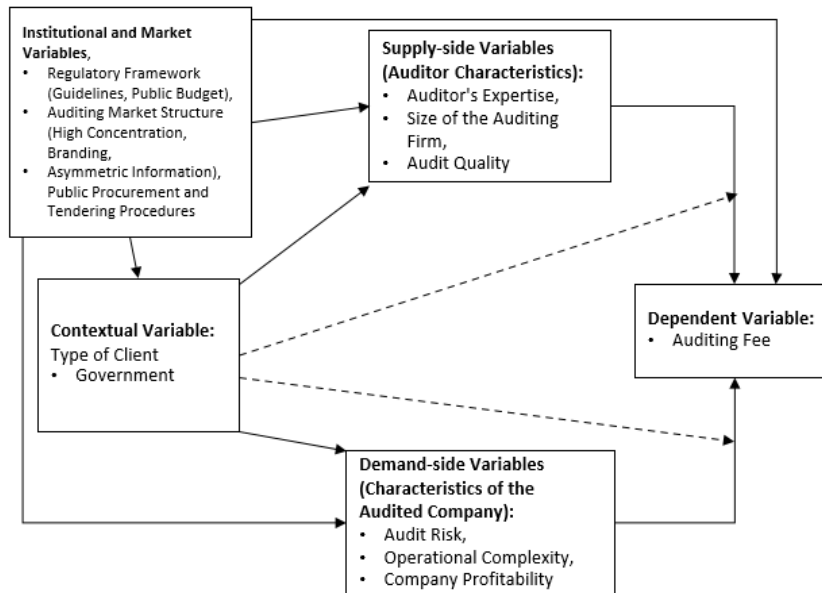 Institutional and Market
Variables,
• Regulatory Framework
(Guidelines, Public Budget),
• Auditing Market Structure
(High Concentration,
Branding,
• Asymmetric Information),
Public Procurement and
Tendering Procedures
Supply-side Variables
(Auditor Characteristics):
• Auditor's Expertise,
• Size of the Auditing
Firm,
• Audit Quality
Contextual Variable:
Type of Client
• Government
Dependent Variable:
• Auditing Fee
Demand-side Variables
(Characteristics of the
Audited Company):
• Audit Risk,
• Operational Complexity,
• Company Profitability